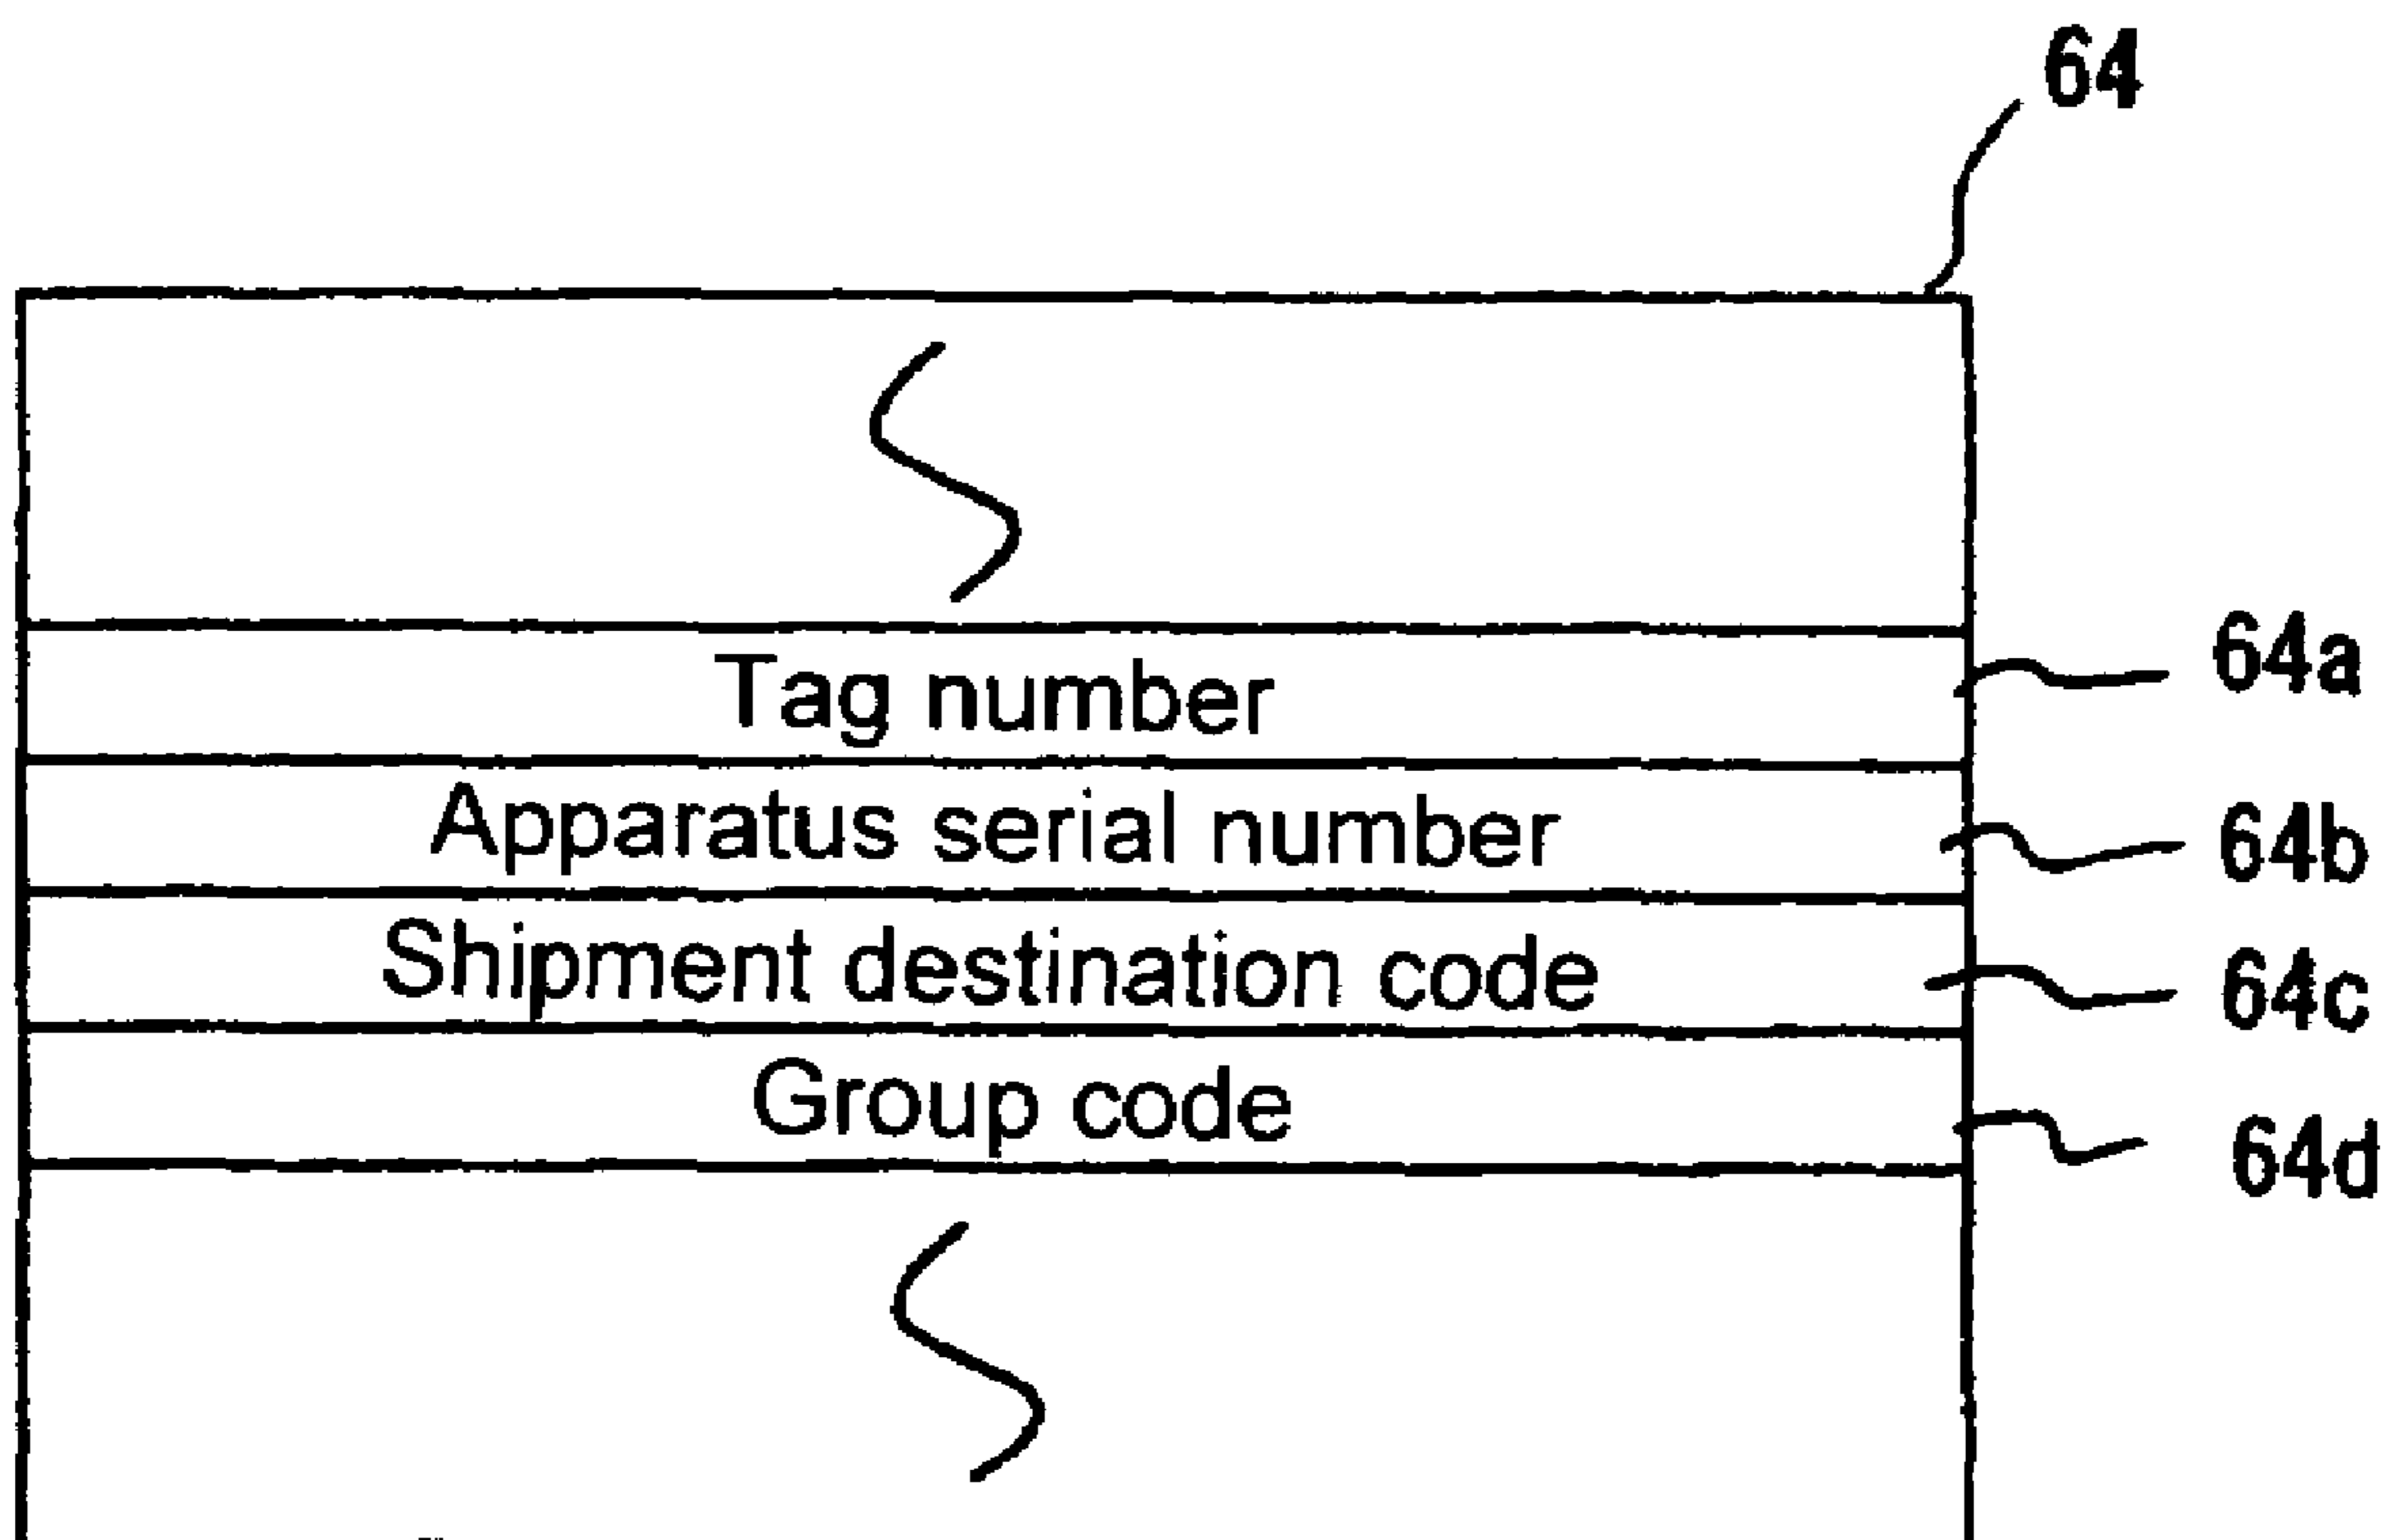 64
Tag number 64a
Apparatus serial number 64b
Shipment destination code 64c
Group code 64d